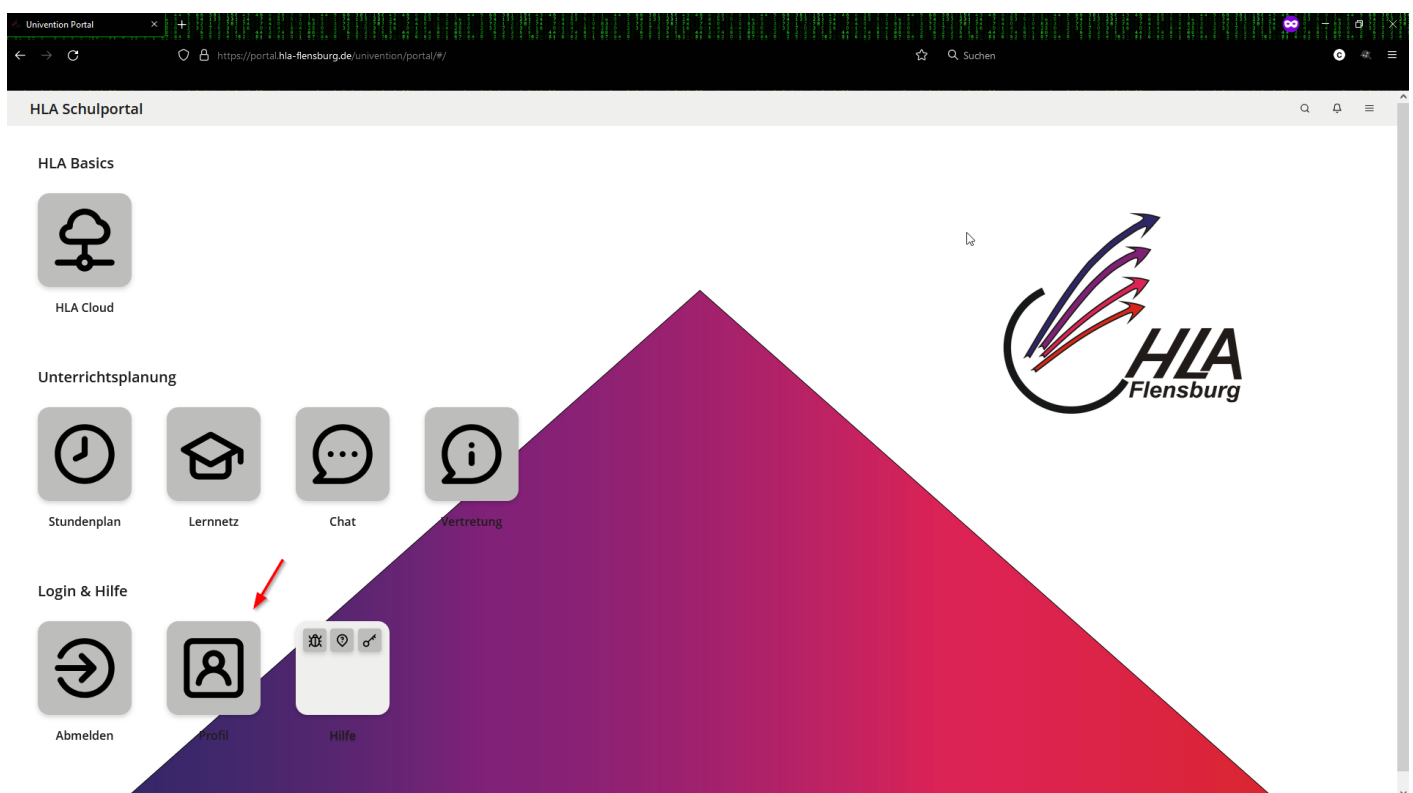 Univention Portal
https://portal.hla-flensburg.de/univention/portal/#/
Suchen
HLA Schulportal
HLA Basics
HLA Cloud
HLA
Flensburg
Unterrichtsplanung
Stundenplan
Lernnetz
Chat
Vertretung
Login & Hilfe
Abmelden
Profil
Hilfe